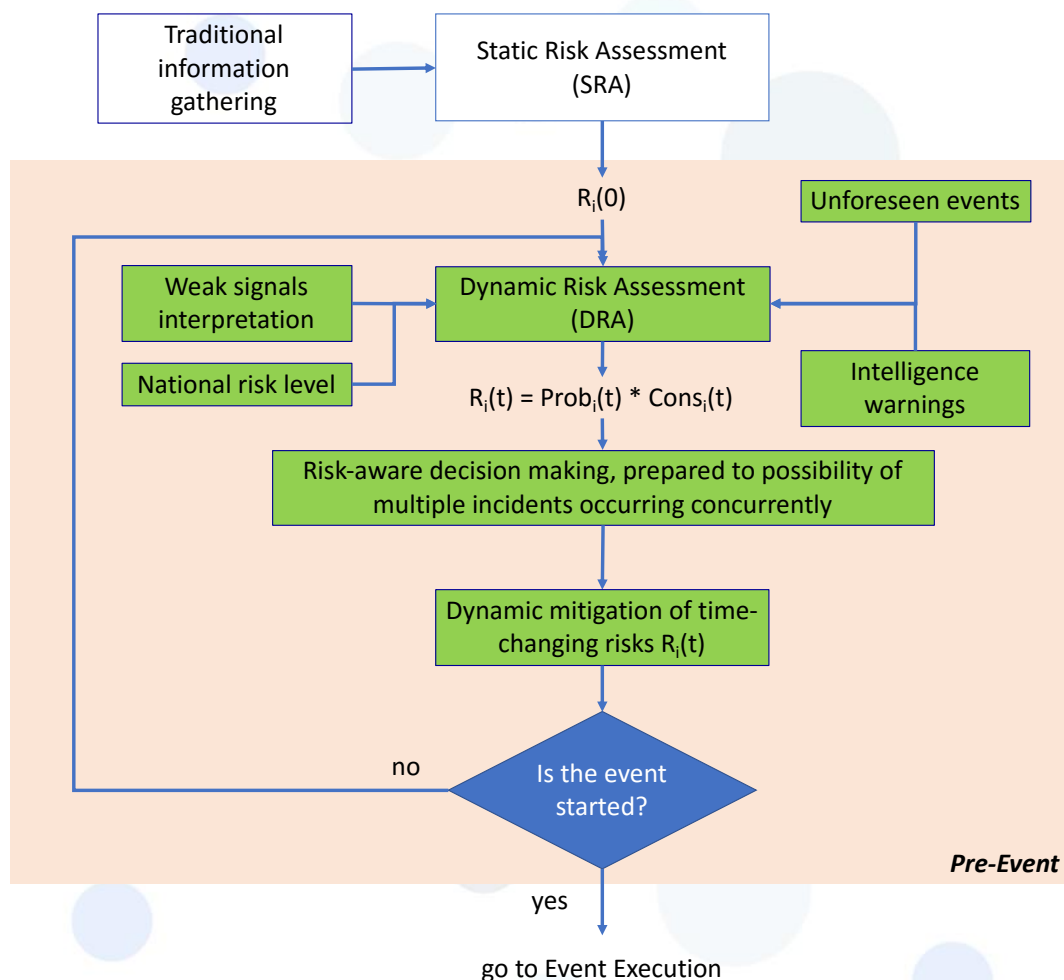 Traditional
information
gathering
Static Risk Assessment
(SRA)
Rᵢ(0)
Unforeseen events
Weak signals
interpretation
Dynamic Risk Assessment
(DRA)
National risk level
Intelligence
warnings
Rᵢ(t) = Probᵢ(t) * Consᵢ(t)
Risk-aware decision making, prepared to possibility of
multiple incidents occurring concurrently
Dynamic mitigation of time-
changing risks Rᵢ(t)
no
Is the event
started?
Pre-Event
yes
go to Event Execution